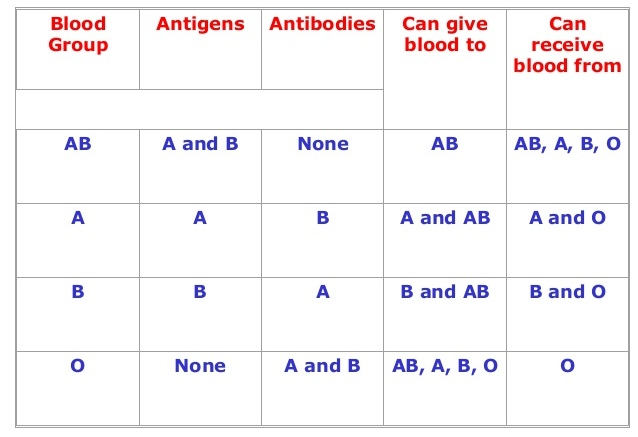 Blood Group Antigens Antibodies Can give blood to Can receive blood from
AB A and B None AB AB, A, B, O
A A B A and AB A and O
B B A B and AB B and O
O None A and B AB, A, B, O O